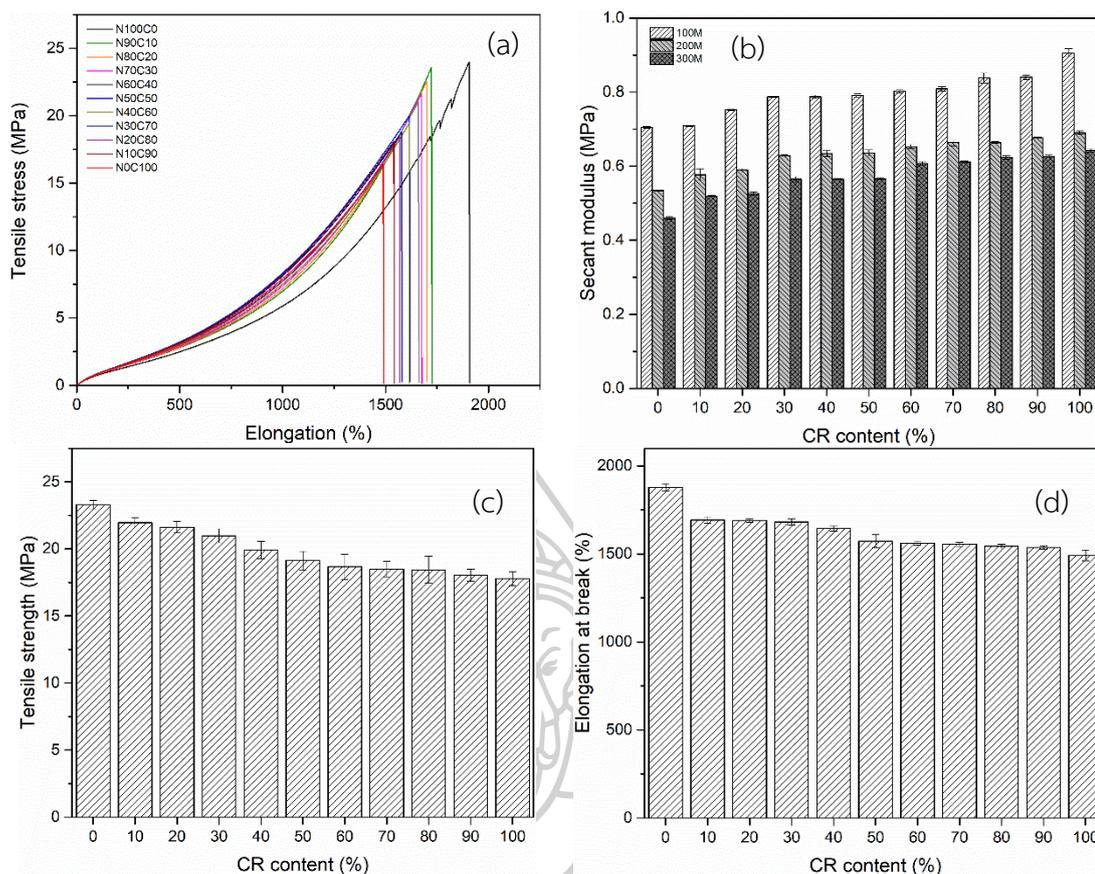 (a)
N100C0
N90C10
N80C20
N70C30
N60C40
N50C50
N40C60
N30C70
N20C80
N10C90
N0C100
Tensile stress (MPa)
25
20
15
10
5
0
0 500 1000 1500 2000
Elongation (%)
(b)
100M
200M
300M
Secant modulus (MPa)
1.0
0.8
0.6
0.4
0.2
0.0
0 10 20 30 40 50 60 70 80 90 100
CR content (%)
(c)
Tensile strength (MPa)
25
20
15
10
5
0
0 10 20 30 40 50 60 70 80 90 100
CR content (%)
(d)
Elongation at break (%)
2000
1500
1000
500
0
0 10 20 30 40 50 60 70 80 90 100
CR content (%)